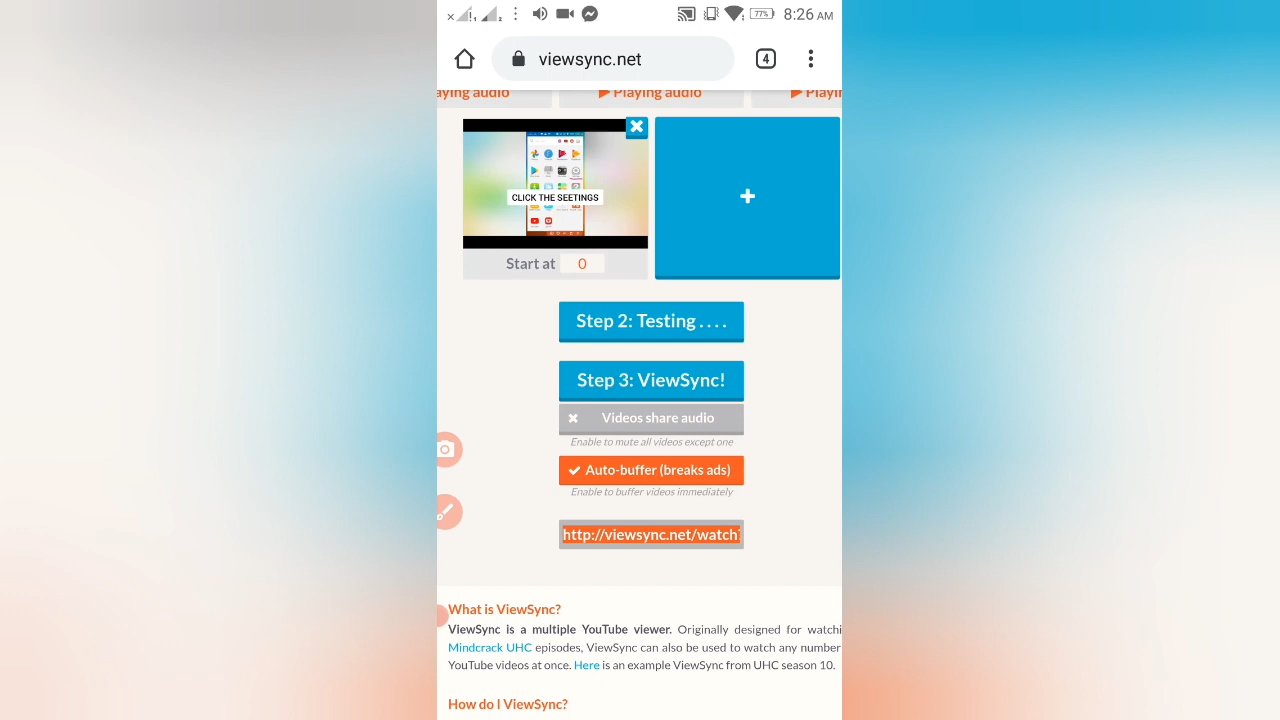 77% 8:26 AM
viewsync.net 4
aying audio Playing audio Playin
CLICK THE SEETINGS
Start at 0
Step 2: Testing . . . .
Step 3: ViewSync!
Videos share audio
Enable to mute all videos except one
Auto-buffer (breaks ads)
Enable to buffer videos immediately
http://viewsync.net/watch?
What is ViewSync?
ViewSync is a multiple YouTube viewer. Originally designed for watchi
Mindcrack UHC episodes, ViewSync can also be used to watch any number
YouTube videos at once. Here is an example ViewSync from UHC season 10.
How do I ViewSync?